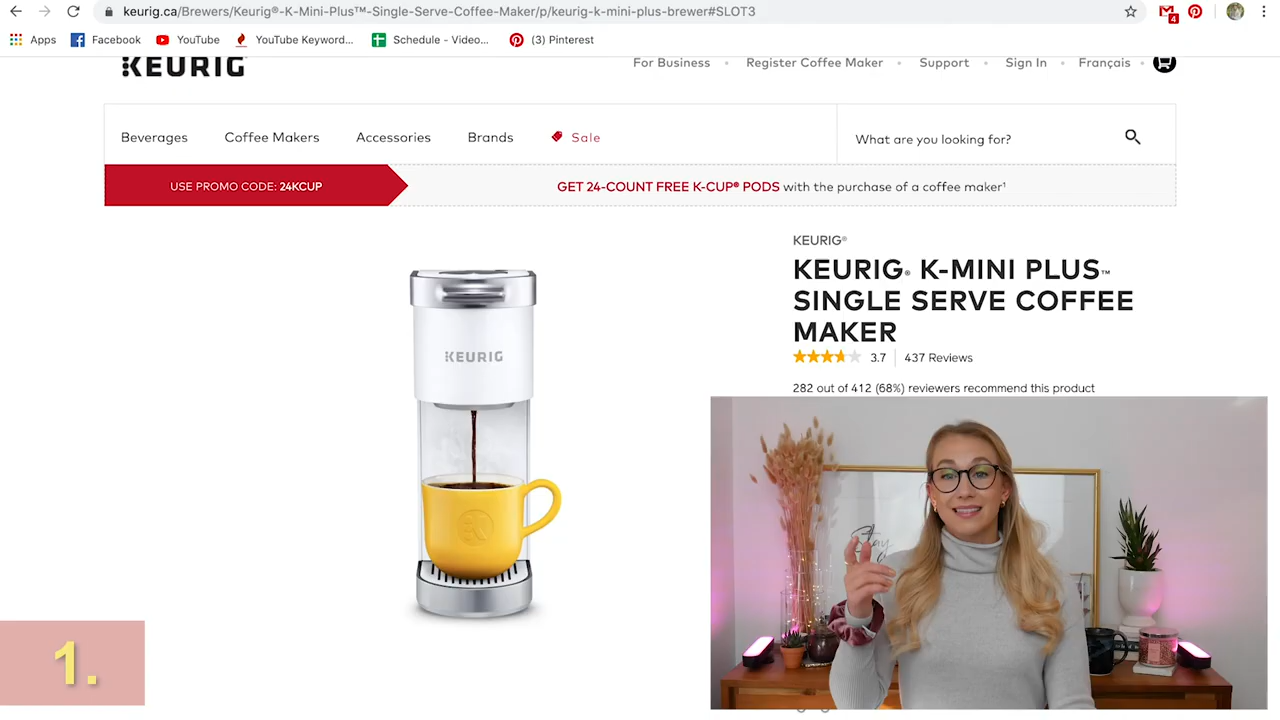 keurig.ca/Brewers/Keurig®-K-Mini-Plus™-Single-Serve-Coffee-Maker/p/keurig-k-mini-plus-brewer#SLOT3
4
Apps Facebook YouTube YouTube Keyword... Schedule - Video... (3) Pinterest
KEURIG
For Business • Register Coffee Maker • Support • Sign In • Français •
Beverages Coffee Makers Accessories Brands Sale What are you looking for?
USE PROMO CODE: 24KCUP GET 24-COUNT FREE K-CUP® PODS with the purchase of a coffee maker¹
KEURIG®
KEURIG® K-MINI PLUS™
SINGLE SERVE COFFEE
MAKER
3.7 437 Reviews
282 out of 412 (68%) reviewers recommend this product
KEURIG
Stay
1.